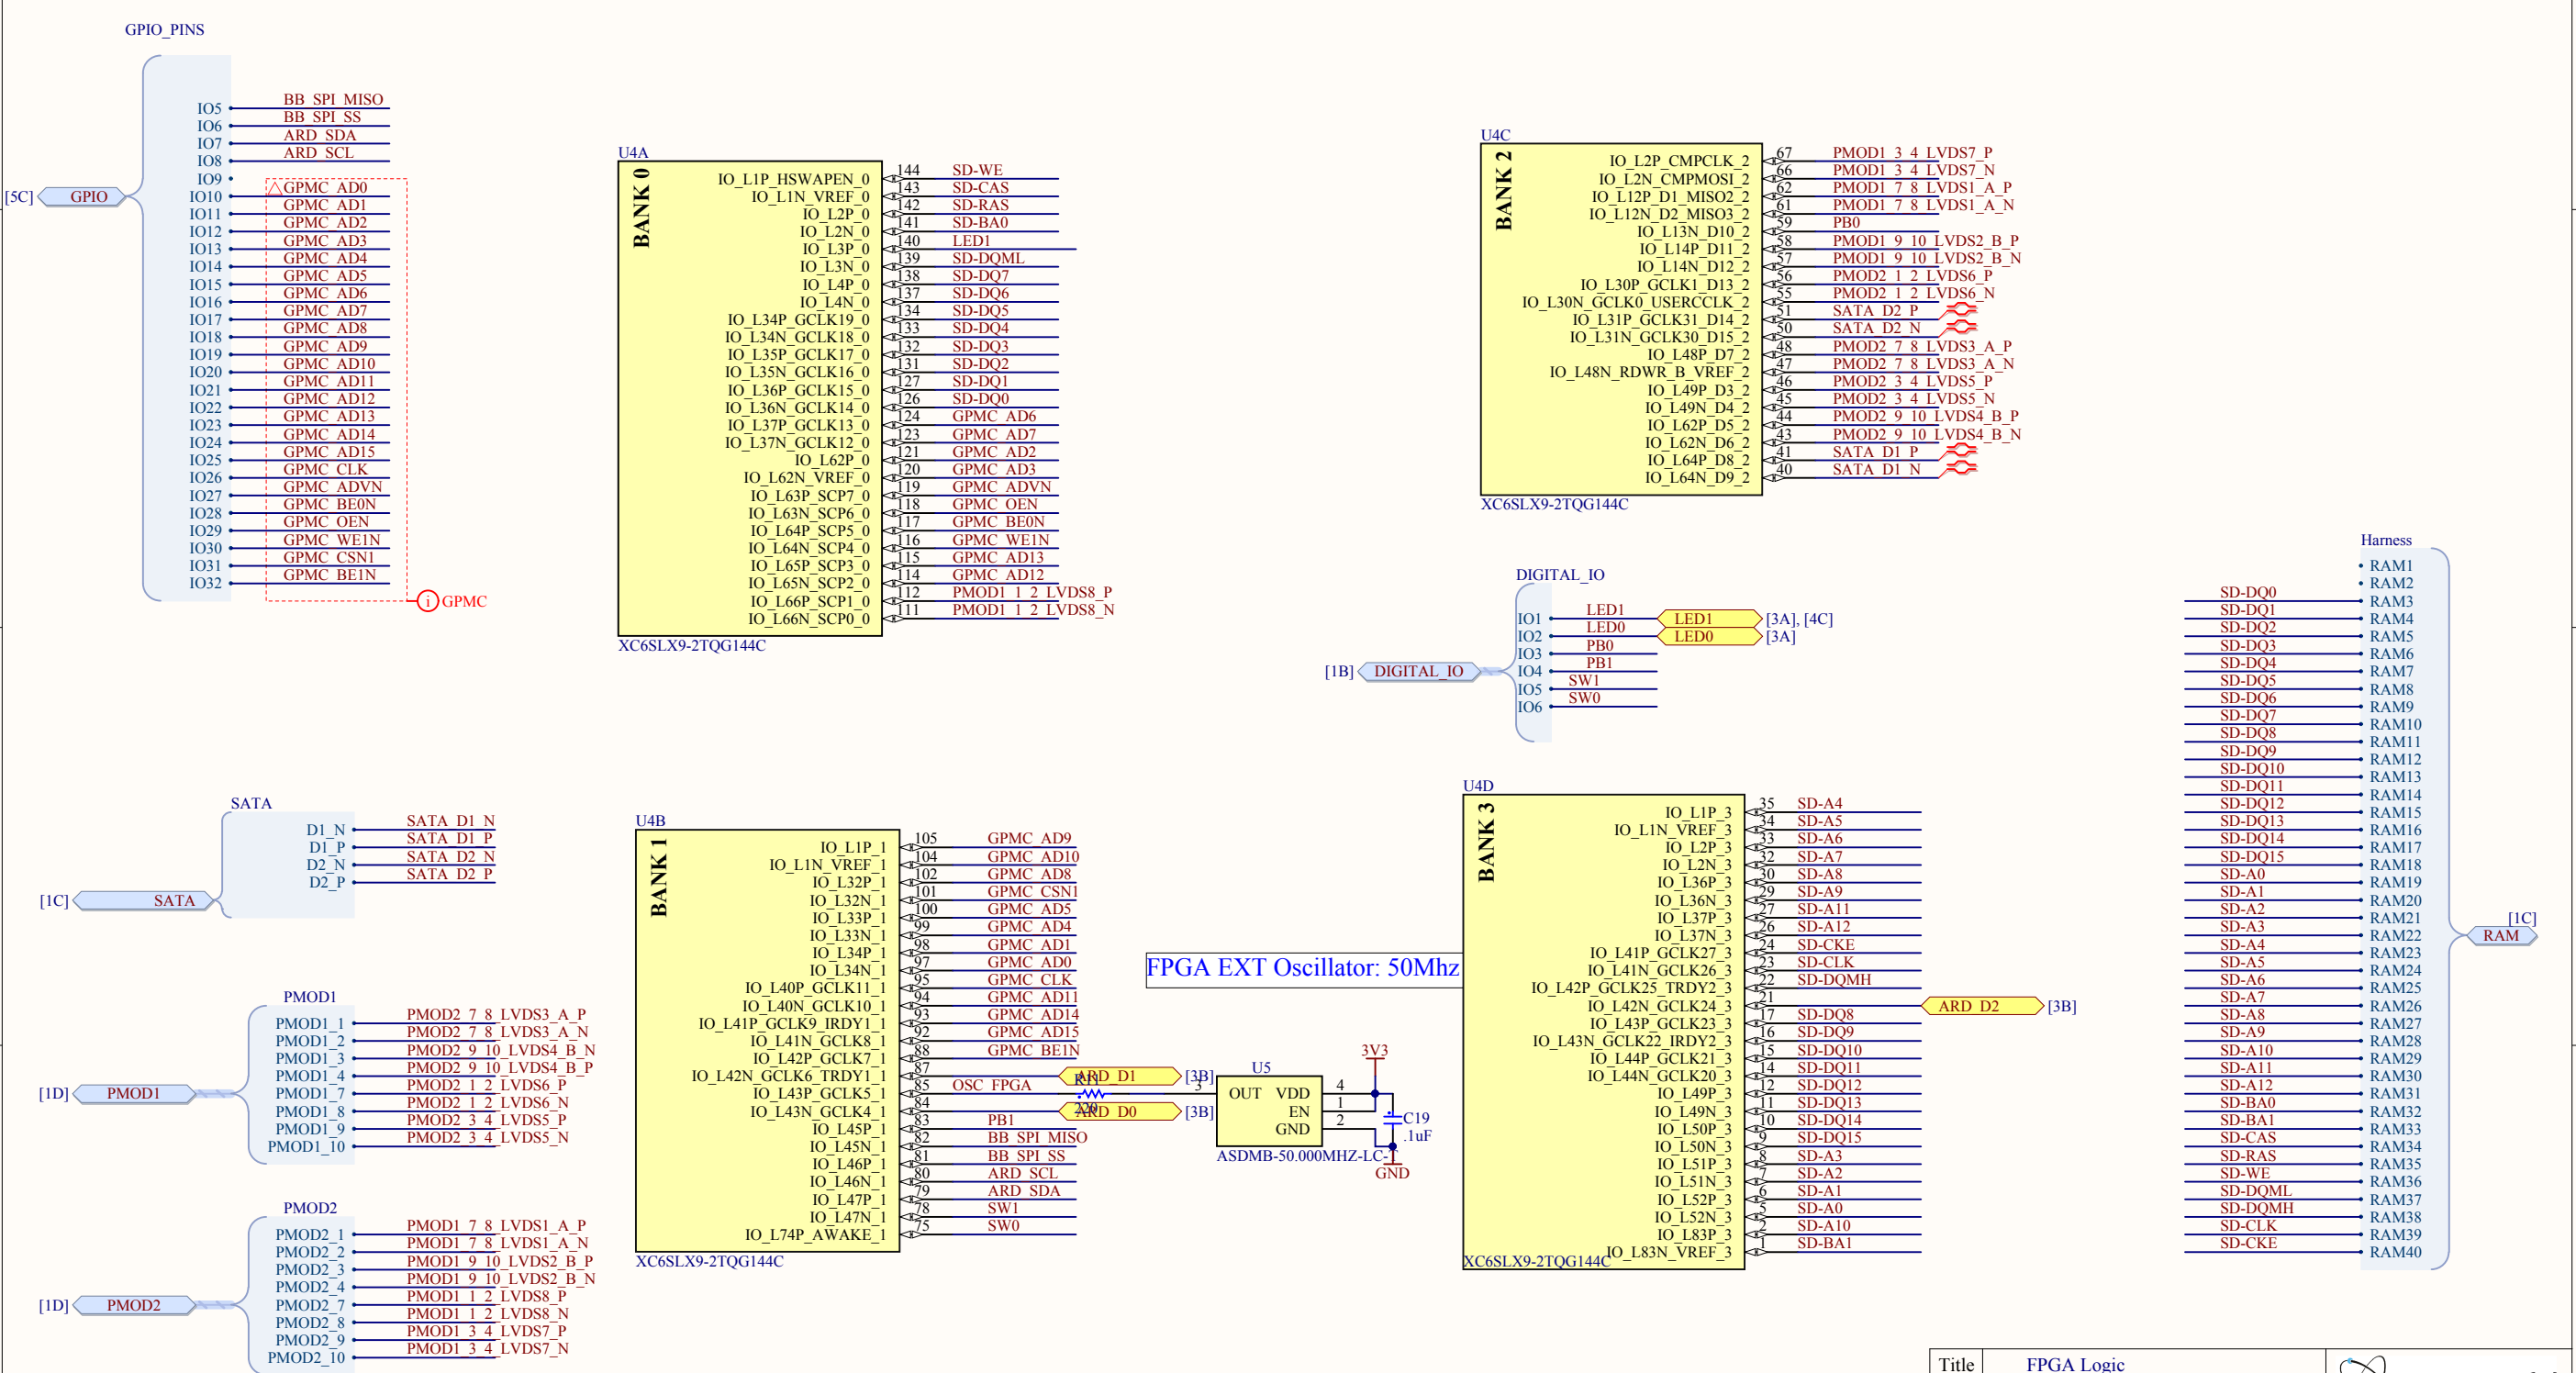 GPIO_PINS
IO5 BB_SPI_MISO
IO6 BB_SPI_SS
IO7 ARD_SDA
IO8 ARD_SCL
IO9
[5C] GPIO
IO10 GPMC_AD0
IO11 GPMC_AD1
IO12 GPMC_AD2
IO13 GPMC_AD3
IO14 GPMC_AD4
IO15 GPMC_AD5
IO16 GPMC_AD6
IO17 GPMC_AD7
IO18 GPMC_AD8
IO19 GPMC_AD9
IO20 GPMC_AD10
IO21 GPMC_AD11
IO22 GPMC_AD12
IO23 GPMC_AD13
IO24 GPMC_AD14
IO25 GPMC_AD15
IO26 GPMC_CLK
IO27 GPMC_ADVN
IO28 GPMC_BE0N
IO29 GPMC_OEN
IO30 GPMC_WE1N
IO31 GPMC_CSN1
IO32 GPMC_BE1N
i GPMC
U4A
BANK 0
IO_L1P_HSWAPEN_0 144 SD-WE
IO_L1N_VREF_0 143 SD-CAS
IO_L2P_0 142 SD-RAS
IO_L2N_0 141 SD-BA0
IO_L3P_0 140 LED1
IO_L3N_0 139 SD-DQML
IO_L4P_0 138 SD-DQ7
IO_L4N_0 137 SD-DQ6
IO_L34P_GCLK19_0 134 SD-DQ5
IO_L34N_GCLK18_0 133 SD-DQ4
IO_L35P_GCLK17_0 132 SD-DQ3
IO_L35N_GCLK16_0 131 SD-DQ2
IO_L36P_GCLK15_0 127 SD-DQ1
IO_L36N_GCLK14_0 126 SD-DQ0
IO_L37P_GCLK13_0 124 GPMC_AD6
IO_L37N_GCLK12_0 123 GPMC_AD7
IO_L62P_0 121 GPMC_AD2
IO_L62N_VREF_0 120 GPMC_AD3
IO_L63P_SCP7_0 119 GPMC_ADVN
IO_L63N_SCP6_0 118 GPMC_OEN
IO_L64P_SCP5_0 117 GPMC_BE0N
IO_L64N_SCP4_0 116 GPMC_WE1N
IO_L65P_SCP3_0 115 GPMC_AD13
IO_L65N_SCP2_0 114 GPMC_AD12
IO_L66P_SCP1_0 112 PMOD1_1_2_LVDS8_P
IO_L66N_SCP0_0 111 PMOD1_1_2_LVDS8_N
XC6SLX9-2TQG144C
U4C
BANK 2
IO_L2P_CMPCLK_2 67 PMOD1_3_4_LVDS7_P
IO_L2N_CMPMOSI_2 66 PMOD1_3_4_LVDS7_N
IO_L12P_D1_MISO2_2 62 PMOD1_7_8_LVDS1_A_P
IO_L12N_D2_MISO3_2 61 PMOD1_7_8_LVDS1_A_N
IO_L13N_D10_2 59 PB0
IO_L14P_D11_2 58 PMOD1_9_10_LVDS2_B_P
IO_L14N_D12_2 57 PMOD1_9_10_LVDS2_B_N
IO_L30P_GCLK1_D13_2 56 PMOD2_1_2_LVDS6_P
IO_L30N_GCLK0_USERCCLK_2 55 PMOD2_1_2_LVDS6_N
IO_L31P_GCLK31_D14_2 51 SATA_D2_P
IO_L31N_GCLK30_D15_2 50 SATA_D2_N
IO_L48P_D7_2 48 PMOD2_7_8_LVDS3_A_P
IO_L48N_RDWR_B_VREF_2 47 PMOD2_7_8_LVDS3_A_N
IO_L49P_D3_2 46 PMOD2_3_4_LVDS5_P
IO_L49N_D4_2 45 PMOD2_3_4_LVDS5_N
IO_L62P_D5_2 44 PMOD2_9_10_LVDS4_B_P
IO_L62N_D6_2 43 PMOD2_9_10_LVDS4_B_N
IO_L64P_D8_2 41 SATA_D1_P
IO_L64N_D9_2 40 SATA_D1_N
XC6SLX9-2TQG144C
DIGITAL_IO
IO1 LED1 LED1 [3A], [4C]
IO2 LED0 LED0 [3A]
IO3 PB0
[1B] DIGITAL_IO IO4 PB1
IO5 SW1
IO6 SW0
Harness
RAM1
RAM2
SD-DQ0 RAM3
SD-DQ1 RAM4
SD-DQ2 RAM5
SD-DQ3 RAM6
SD-DQ4 RAM7
SD-DQ5 RAM8
SD-DQ6 RAM9
SD-DQ7 RAM10
SD-DQ8 RAM11
SD-DQ9 RAM12
SD-DQ10 RAM13
SD-DQ11 RAM14
SD-DQ12 RAM15
SD-DQ13 RAM16
SD-DQ14 RAM17
SD-DQ15 RAM18
SD-A0 RAM19
SD-A1 RAM20
SD-A2 RAM21
SD-A3 RAM22
SD-A4 RAM23
SD-A5 RAM24
SD-A6 RAM25
SD-A7 RAM26
SD-A8 RAM27
SD-A9 RAM28
SD-A10 RAM29
SD-A11 RAM30
SD-A12 RAM31
SD-BA0 RAM32
SD-BA1 RAM33
SD-CAS RAM34
SD-RAS RAM35
SD-WE RAM36
SD-DQML RAM37
SD-DQMH RAM38
SD-CLK RAM39
SD-CKE RAM40
[1C]
RAM
SATA
D1_N SATA_D1_N
D1_P SATA_D1_P
D2_N SATA_D2_N
D2_P SATA_D2_P
[1C] SATA
PMOD1
PMOD1_1 PMOD2_7_8_LVDS3_A_P
PMOD1_2 PMOD2_7_8_LVDS3_A_N
PMOD1_3 PMOD2_9_10_LVDS4_B_N
PMOD1_4 PMOD2_9_10_LVDS4_B_P
[1D] PMOD1 PMOD1_7 PMOD2_1_2_LVDS6_P
PMOD1_8 PMOD2_1_2_LVDS6_N
PMOD1_9 PMOD2_3_4_LVDS5_P
PMOD1_10 PMOD2_3_4_LVDS5_N
PMOD2
PMOD2_1 PMOD1_7_8_LVDS1_A_P
PMOD2_2 PMOD1_7_8_LVDS1_A_N
PMOD2_3 PMOD1_9_10_LVDS2_B_P
PMOD2_4 PMOD1_9_10_LVDS2_B_N
[1D] PMOD2 PMOD2_7 PMOD1_1_2_LVDS8_P
PMOD2_8 PMOD1_1_2_LVDS8_N
PMOD2_9 PMOD1_3_4_LVDS7_P
PMOD2_10 PMOD1_3_4_LVDS7_N
U4B
BANK 1
IO_L1P_1 105 GPMC_AD9
IO_L1N_VREF_1 104 GPMC_AD10
IO_L32P_1 102 GPMC_AD8
IO_L32N_1 101 GPMC_CSN1
IO_L33P_1 100 GPMC_AD5
IO_L33N_1 99 GPMC_AD4
IO_L34P_1 98 GPMC_AD1
IO_L34N_1 97 GPMC_AD0
IO_L40P_GCLK11_1 95 GPMC_CLK
IO_L40N_GCLK10_1 94 GPMC_AD11
IO_L41P_GCLK9_IRDY1_1 93 GPMC_AD14
IO_L41N_GCLK8_1 92 GPMC_AD15
IO_L42P_GCLK7_1 88 GPMC_BE1N
IO_L42N_GCLK6_TRDY1_1 87 ARD_D1 [3B]
IO_L43P_GCLK5_1 85 OSC_FPGA R11 220 3
IO_L43N_GCLK4_1 84 ARD_D0 [3B]
IO_L45P_1 83 PB1
IO_L45N_1 82 BB_SPI_MISO
IO_L46P_1 81 BB_SPI_SS
IO_L46N_1 80 ARD_SCL
IO_L47P_1 79 ARD_SDA
IO_L47N_1 78 SW1
IO_L74P_AWAKE_1 75 SW0
XC6SLX9-2TQG144C
FPGA EXT Oscillator: 50Mhz
3V3
U5
OUT VDD 4
EN 1
GND 2
C19
.1uF
ASDMB-50.000MHZ-LC-T
GND
U4D
BANK 3
IO_L1P_3 35 SD-A4
IO_L1N_VREF_3 34 SD-A5
IO_L2P_3 33 SD-A6
IO_L2N_3 32 SD-A7
IO_L36P_3 30 SD-A8
IO_L36N_3 29 SD-A9
IO_L37P_3 27 SD-A11
IO_L37N_3 26 SD-A12
IO_L41P_GCLK27_3 24 SD-CKE
IO_L41N_GCLK26_3 23 SD-CLK
IO_L42P_GCLK25_TRDY2_3 22 SD-DQMH
IO_L42N_GCLK24_3 21 ARD_D2 [3B]
IO_L43P_GCLK23_3 17 SD-DQ8
IO_L43N_GCLK22_IRDY2_3 16 SD-DQ9
IO_L44P_GCLK21_3 15 SD-DQ10
IO_L44N_GCLK20_3 14 SD-DQ11
IO_L49P_3 12 SD-DQ12
IO_L49N_3 11 SD-DQ13
IO_L50P_3 10 SD-DQ14
IO_L50N_3 9 SD-DQ15
IO_L51P_3 8 SD-A3
IO_L51N_3 7 SD-A2
IO_L52P_3 6 SD-A1
IO_L52N_3 5 SD-A0
IO_L83P_3 2 SD-A10
IO_L83N_VREF_3 1 SD-BA1
XC6SLX9-2TQG144C
Title FPGA Logic